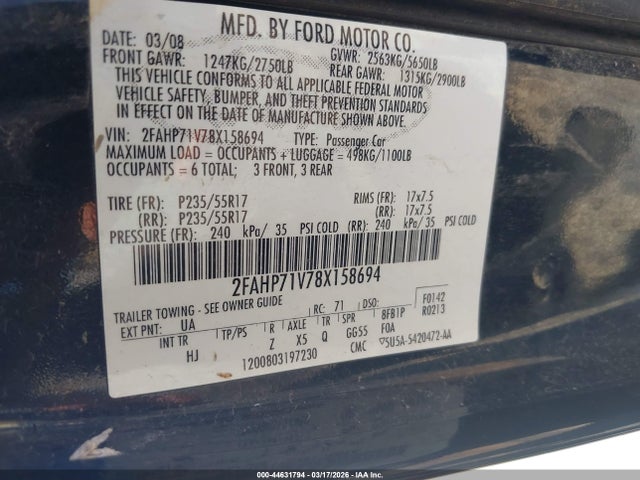 MFD. BY FORD MOTOR CO.
DATE: 03/08 GVWR: 2563KG/5650LB
FRONT GAWR: 1247KG/2750LB REAR GAWR: 1315KG/2900LB
THIS VEHICLE CONFORMS TO ALL APPLICABLE FEDERAL MOTOR
VEHICLE SAFETY, BUMPER, AND THEFT PREVENTION STANDARDS
IN EFFECT ON THE DATE OF MANUFACTURE SHOWN ABOVE.
VIN: 2FAHP71V78X158694 TYPE: Passenger Car
MAXIMUM LOAD = OCCUPANTS + LUGGAGE = 498KG/1100LB
OCCUPANTS = 6 TOTAL; 3 FRONT, 3 REAR
TIRE (FR): P235/55R17 RIMS (FR): 17x7.5
(RR): P235/55R17 (RR): 17x7.5
PRESSURE (FR): 240 kPa/ 35 PSI COLD (RR): 240 kPa/ 35 PSI COLD
2FAHP71V78X158694
TRAILER TOWING - SEE OWNER GUIDE
EXT PNT: UA RC: 71 DSO: F0142
INT TR TP/PS R AXLE TR SPR 8FB1P R0213
HJ Z X5 Q GG55 FOA
1200803197230 CMC 5U5A-5420472-AA
000-44631794 - 03/17/2026 - IAA Inc.